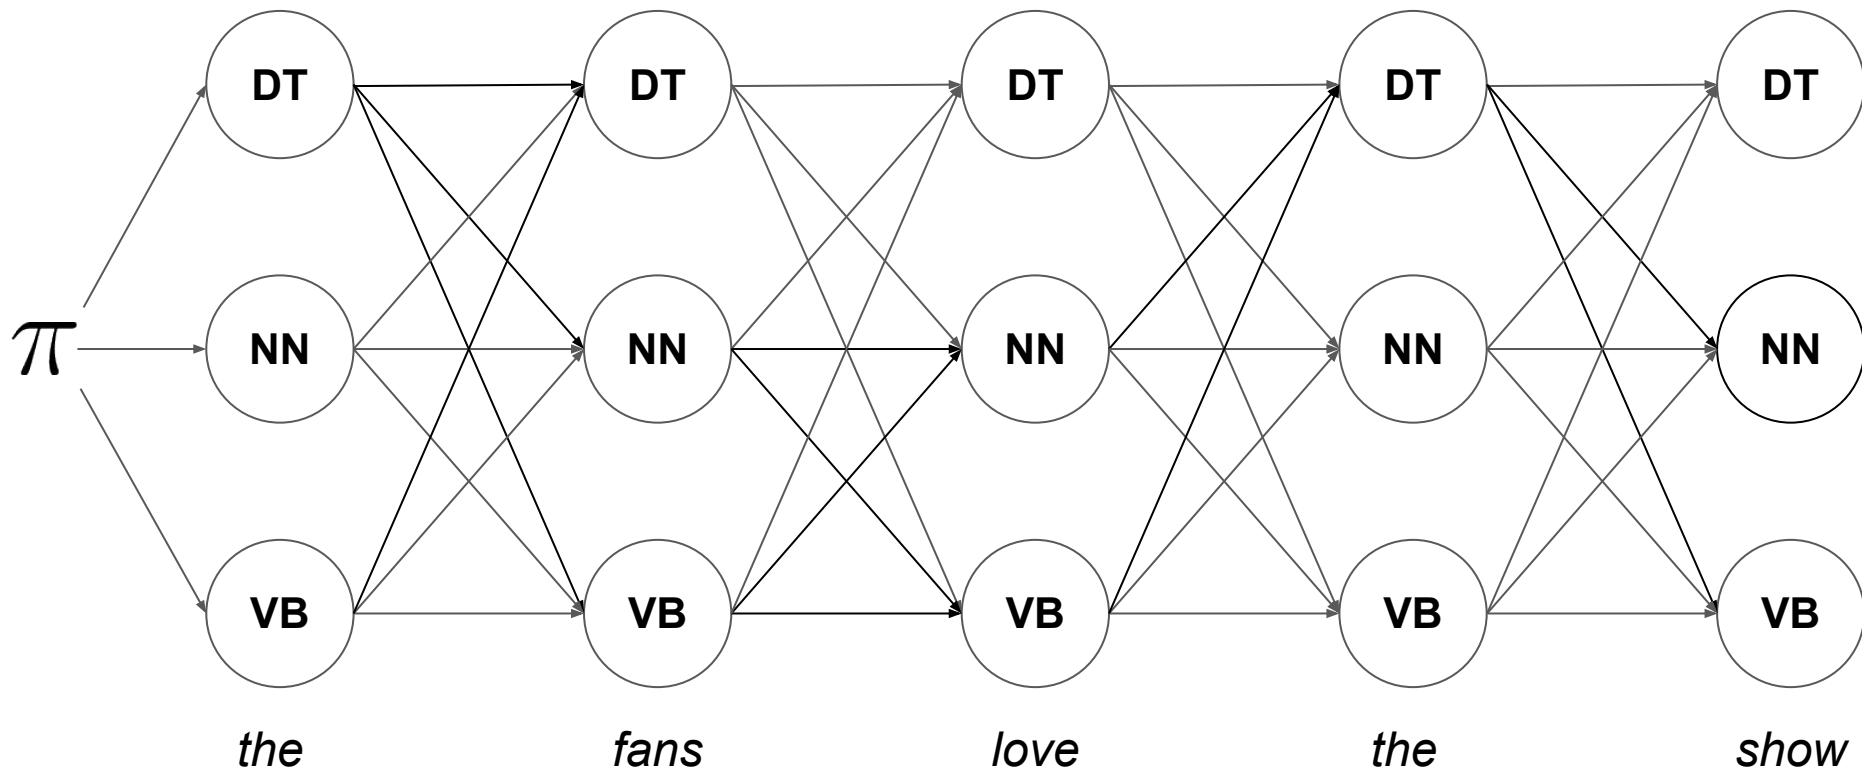 DT DT DT DT DT
π NN NN NN NN NN
VB VB VB VB VB
the fans love the show